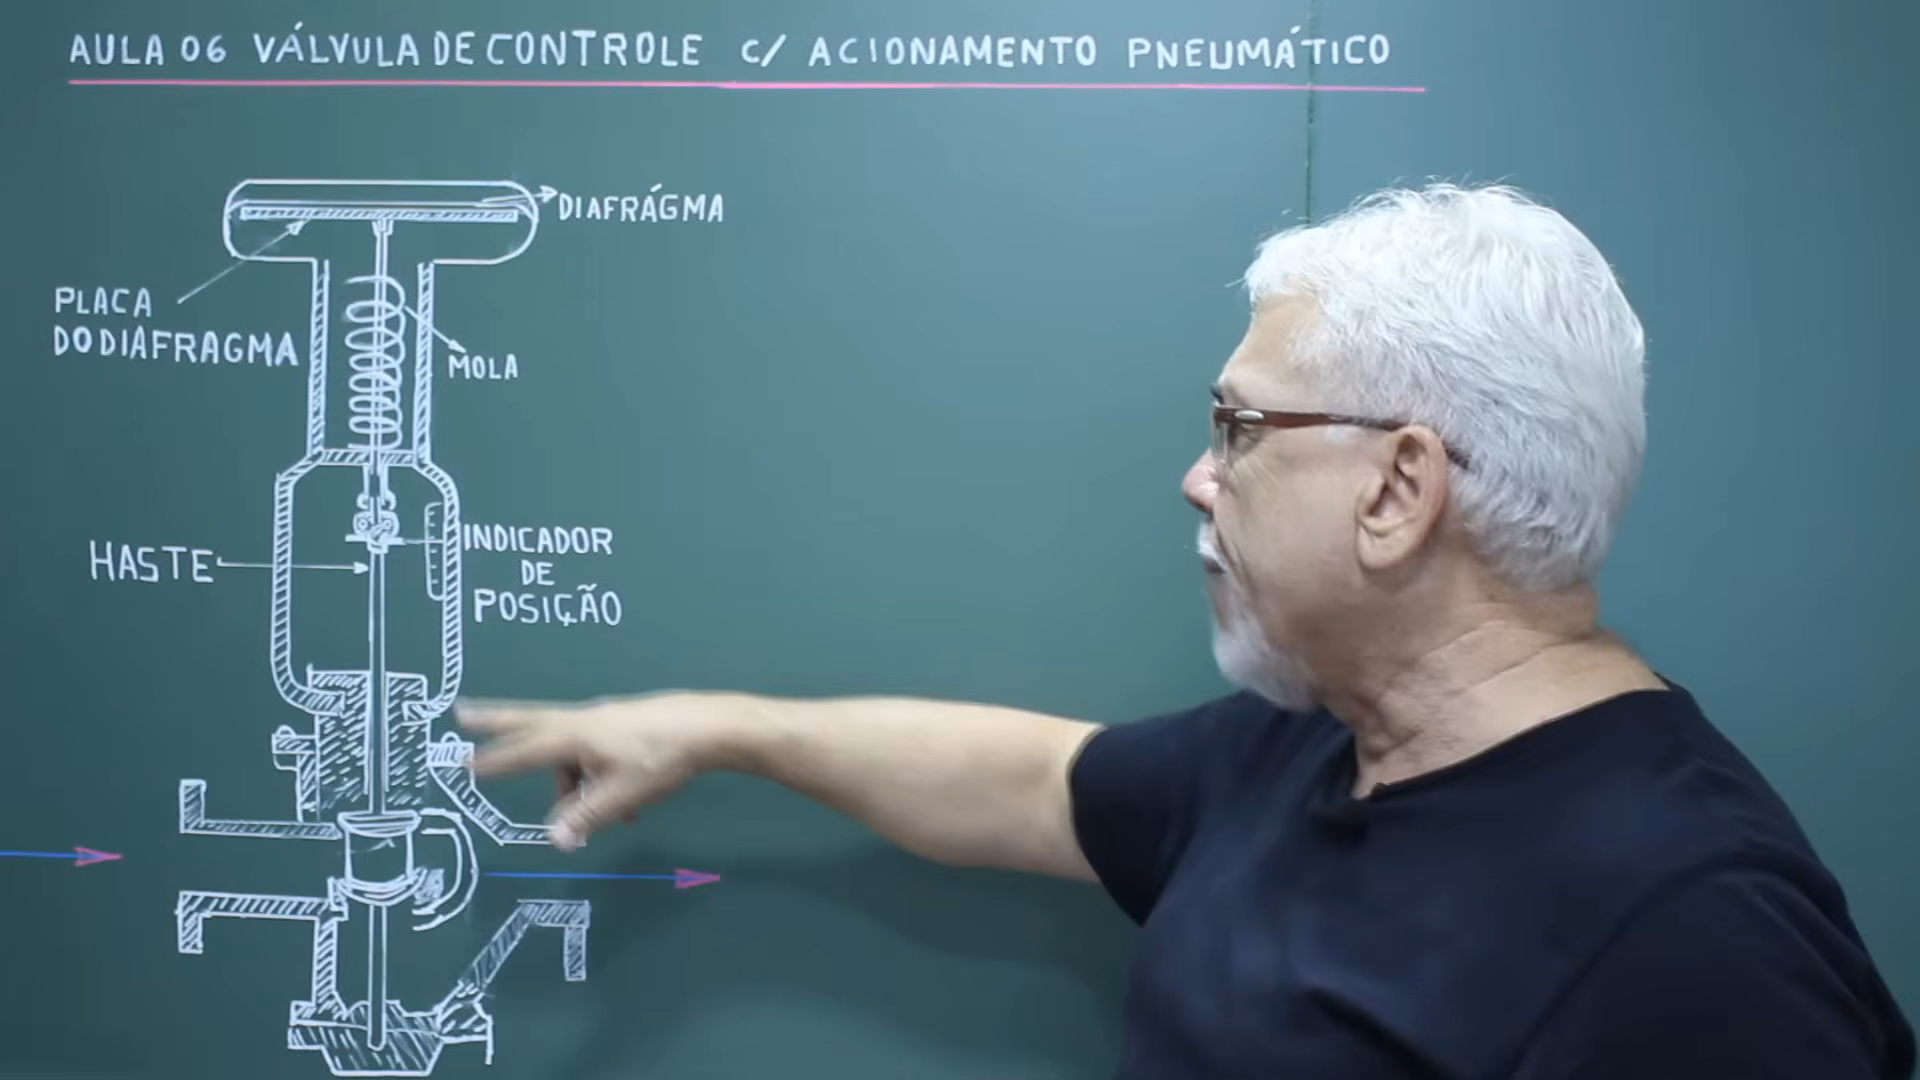 AULA 06 VÁLVULA DE CONTROLE C/ ACIONAMENTO PNEUMÁTICO
DIAFRÁGMA
PLACA
DO DIAFRAGMA
MOLA
HASTE
INDICADOR
DE
POSIÇÃO